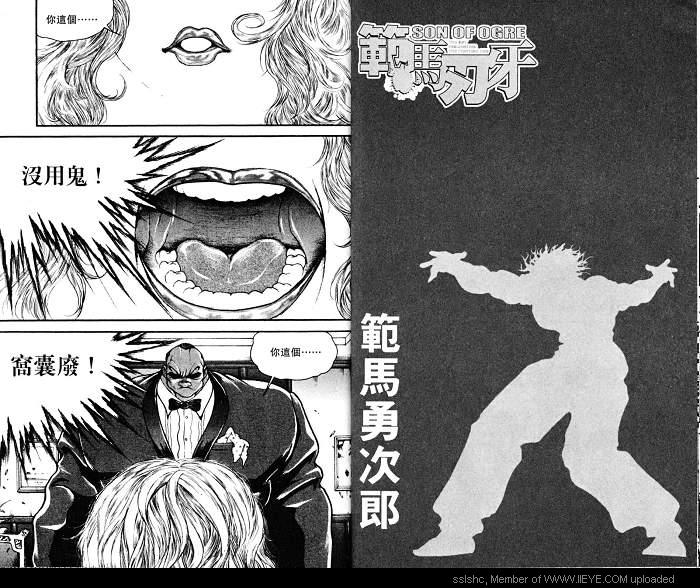 SON OF OGRE
範馬刃牙
範馬勇次郎
你這個……
沒用鬼！
你這個……
窩囊廢！
sslshc, Member of WWW.IIEYE.COM uploaded